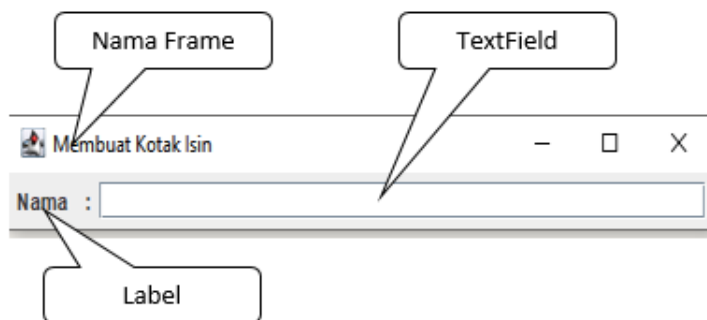 Nama Frame
TextField
Membuat Kotak Isin
Nama :
Label